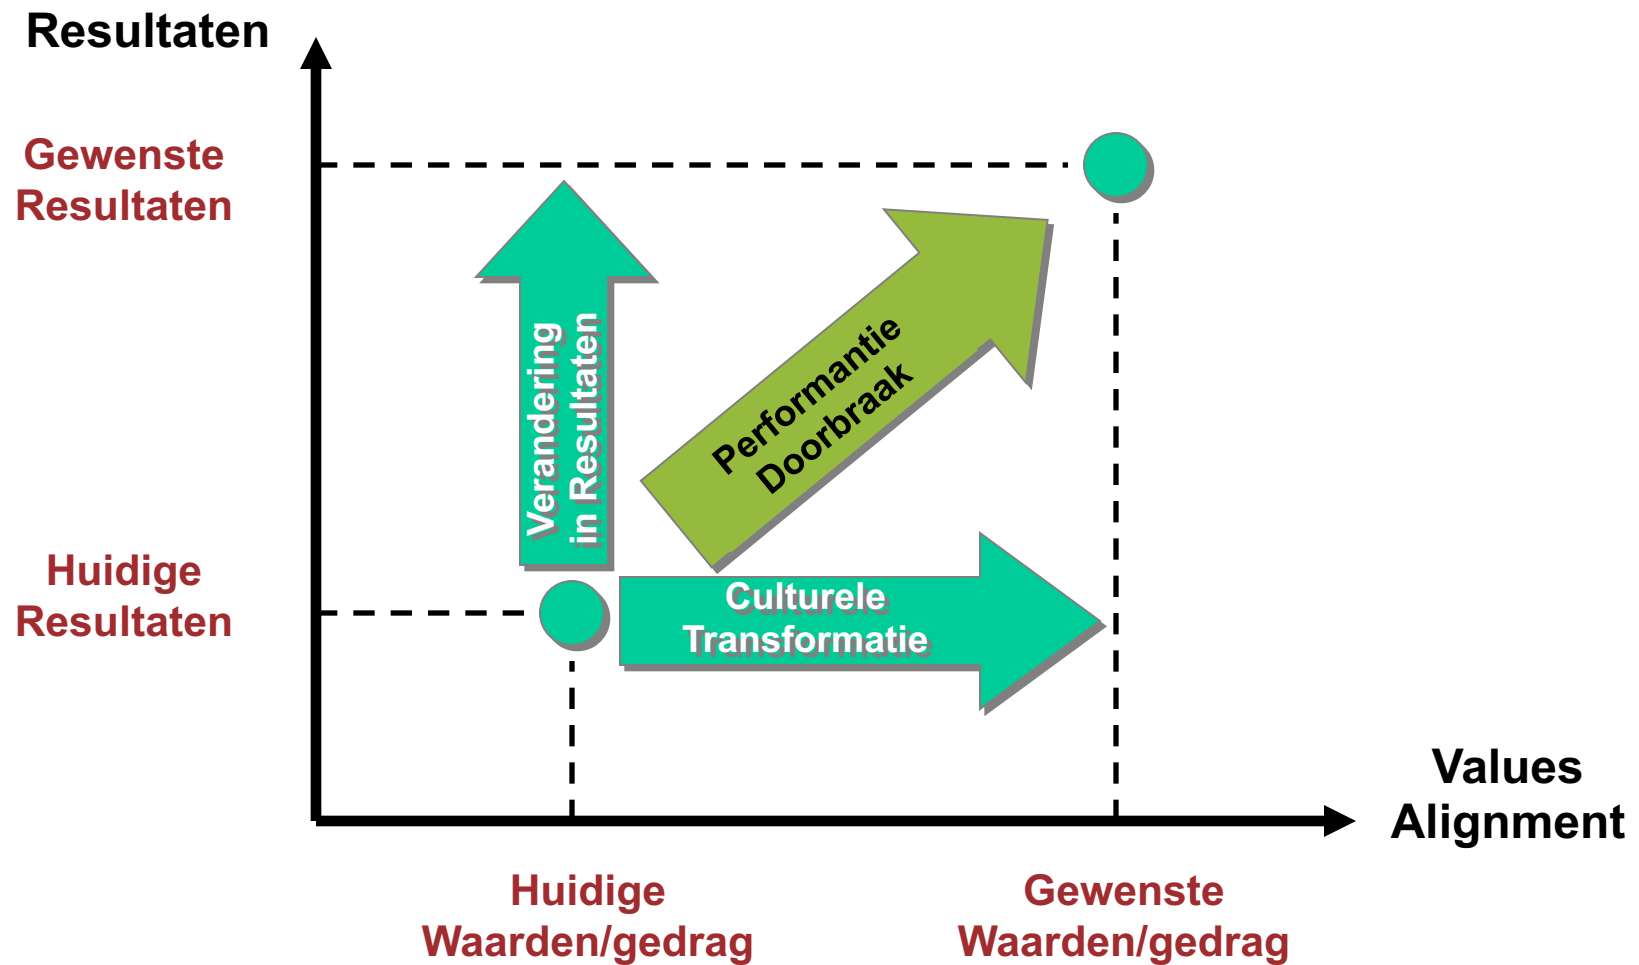 Resultaten
Gewenste
Resultaten
Verandering
in Resultaten
Performantie
Doorbraak
Huidige
Resultaten
Culturele
Transformatie
Values
Alignment
Huidige
Waarden/gedrag
Gewenste
Waarden/gedrag